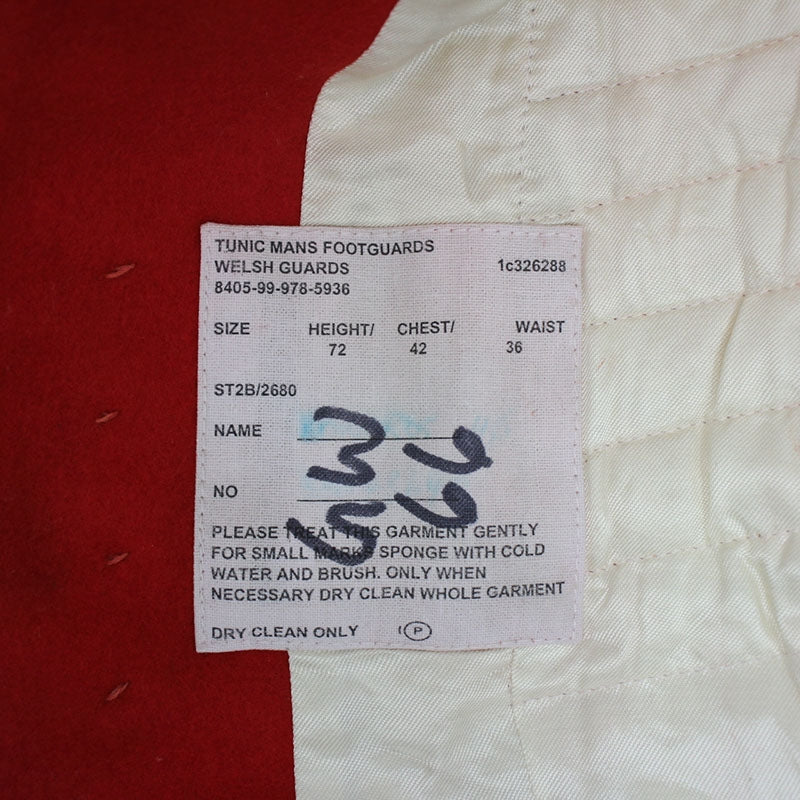 TUNIC MANS FOOTGUARDS
WELSH GUARDS 1c326288
8405-99-978-5936
SIZE HEIGHT/ CHEST/ WAIST
72 42 36
ST2B/2680
NAME
NO
PLEASE TREAT THIS GARMENT GENTLY
FOR SMALL MARKS SPONGE WITH COLD
WATER AND BRUSH. ONLY WHEN
NECESSARY DRY CLEAN WHOLE GARMENT
DRY CLEAN ONLY P